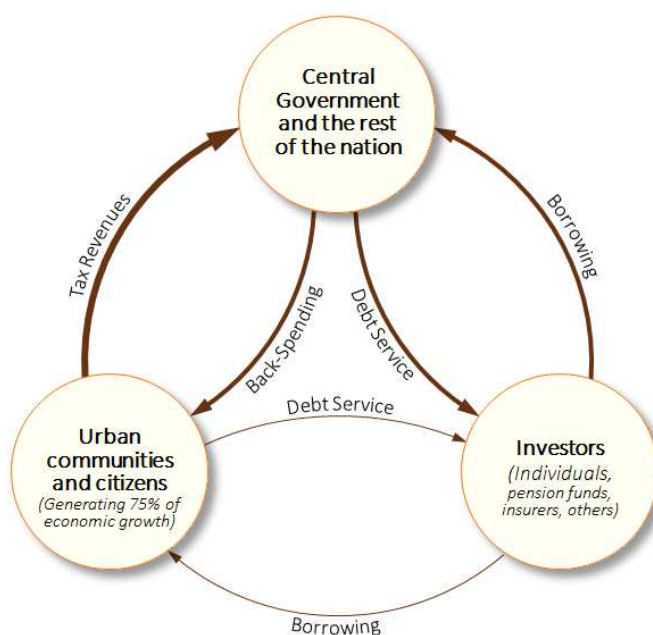 Central
Government
and the rest
of the nation
Tax Revenues
Borrowing
Back-Spending
Debt Service
Debt Service
Urban
communities
and citizens
(Generating 75% of
economic growth)
Investors
(Individuals,
pension funds,
insurers, others)
Borrowing